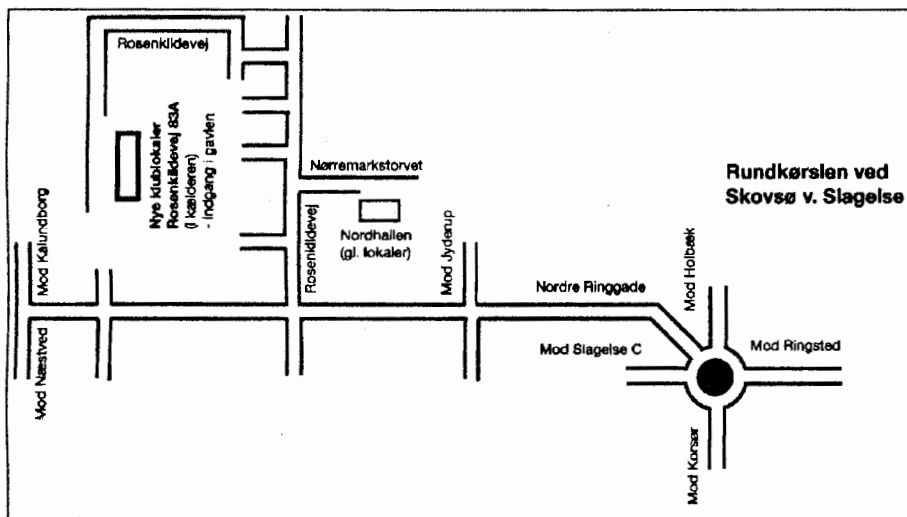 Rosenkildevej
Nye klublokaler
Rosenkildevej 83A
(i kælderen)
- indgang i gavlen
Nørremarkstorvet
Rundkørslen ved
Skovsø v. Slagelse
Mod Kalundborg
Rosenkildevej
Nordhallen
(gl. lokaler)
Mod Jyderup
Mod Holbæk
Nordre Ringgade
Mod Slagelse C
Mod Ringsted
Mod Næstved
Mod Korsør